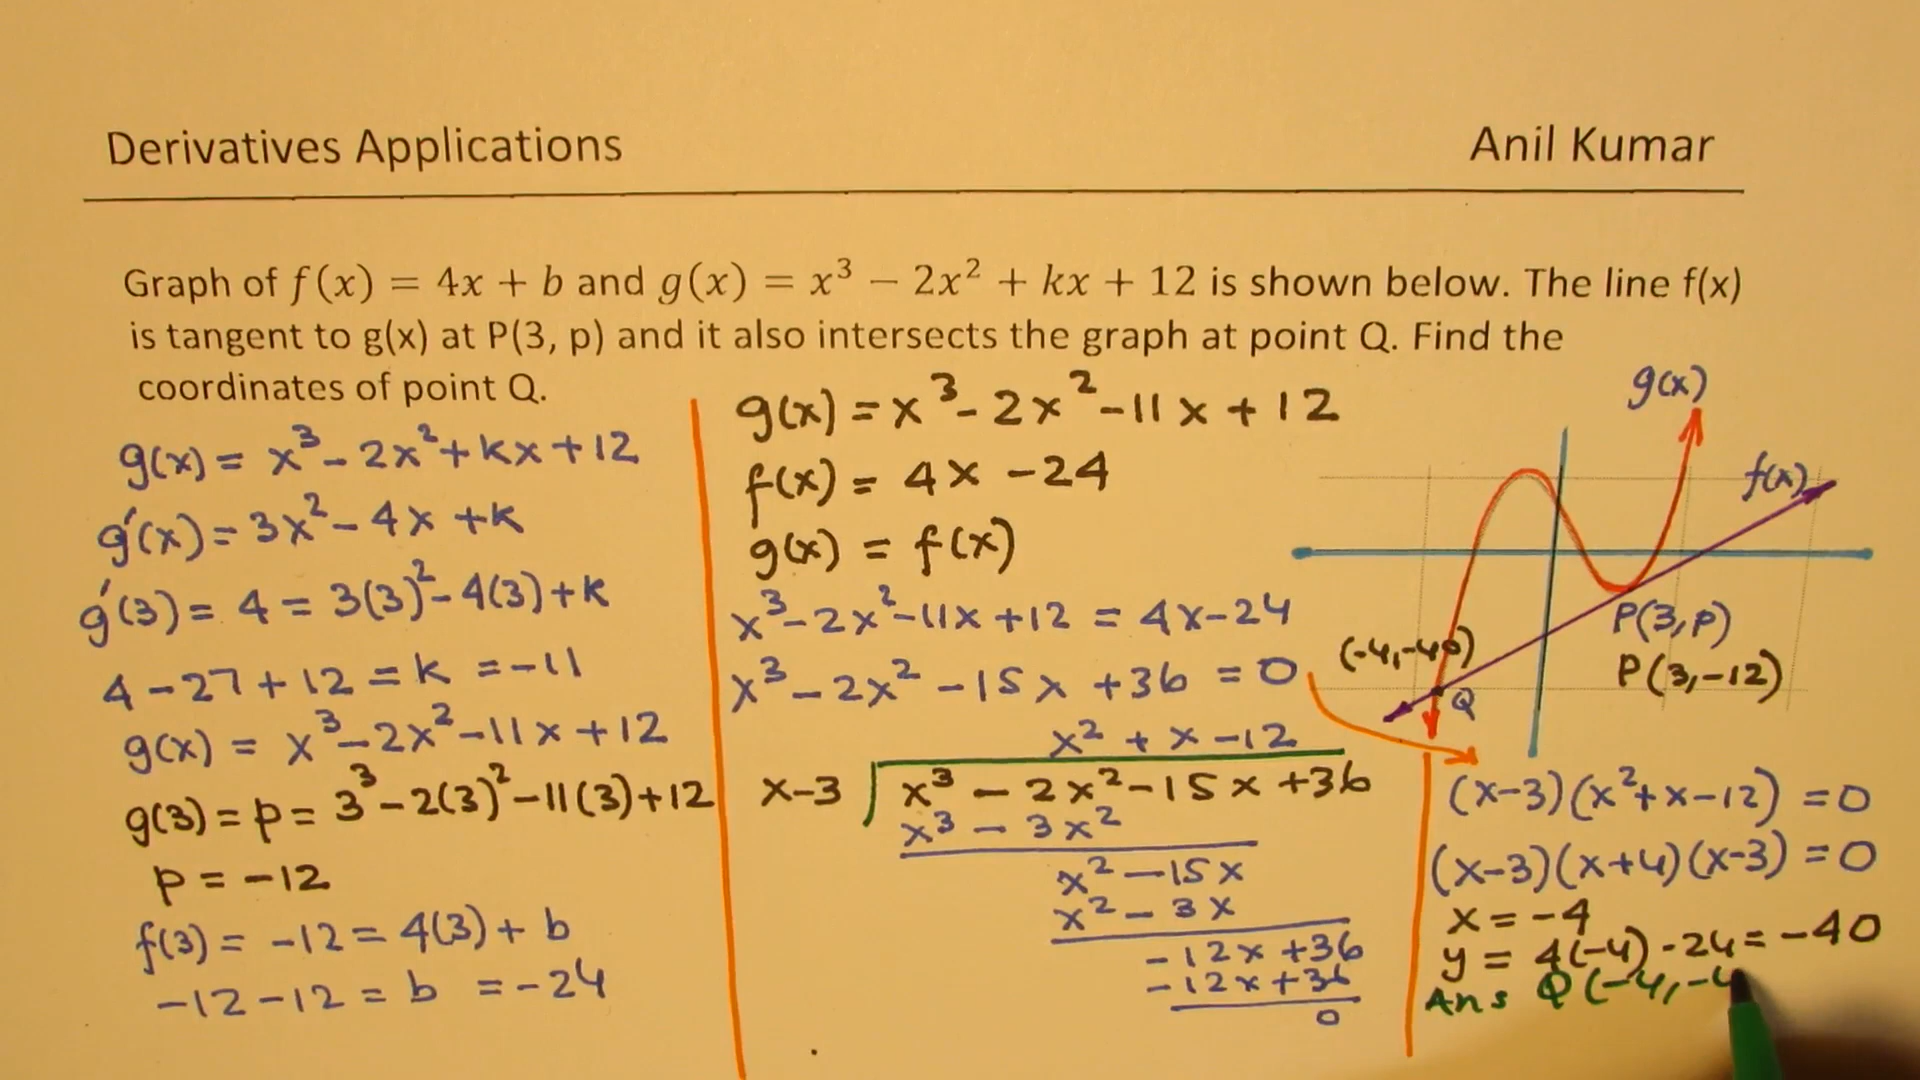 Derivatives Applications
Anil Kumar
Graph of f(x) = 4x + b and g(x) = x³ − 2x² + kx + 12 is shown below. The line f(x)
is tangent to g(x) at P(3, p) and it also intersects the graph at point Q. Find the
coordinates of point Q.
g(x) = x³ - 2x² + kx + 12
g'(x) = 3x² - 4x + k
g'(3) = 4 = 3(3)² - 4(3) + k
4 - 27 + 12 = k = -11
g(x) = x³ - 2x² - 11x + 12
g(3) = p = 3³ - 2(3)² - 11(3) + 12
p = -12
f(3) = -12 = 4(3) + b
-12 - 12 = b = -24
g(x) = x³ - 2x² - 11x + 12
f(x) = 4x - 24
g(x) = f(x)
x³ - 2x² - 11x + 12 = 4x - 24
x³ - 2x² - 15x + 36 = 0
x² + x - 12
x-3 x³ - 2x² - 15x + 36
x³ - 3x²
x² - 15x
x² - 3x
-12x + 36
-12x + 36
0
g(x)
f(x)
P(3, p)
(-4, -40)
P(3, -12)
Q
(x-3)(x² + x - 12) = 0
(x-3)(x+4)(x-3) = 0
x = -4
y = 4(-4) - 24 = -40
Ans Q(-4, -4